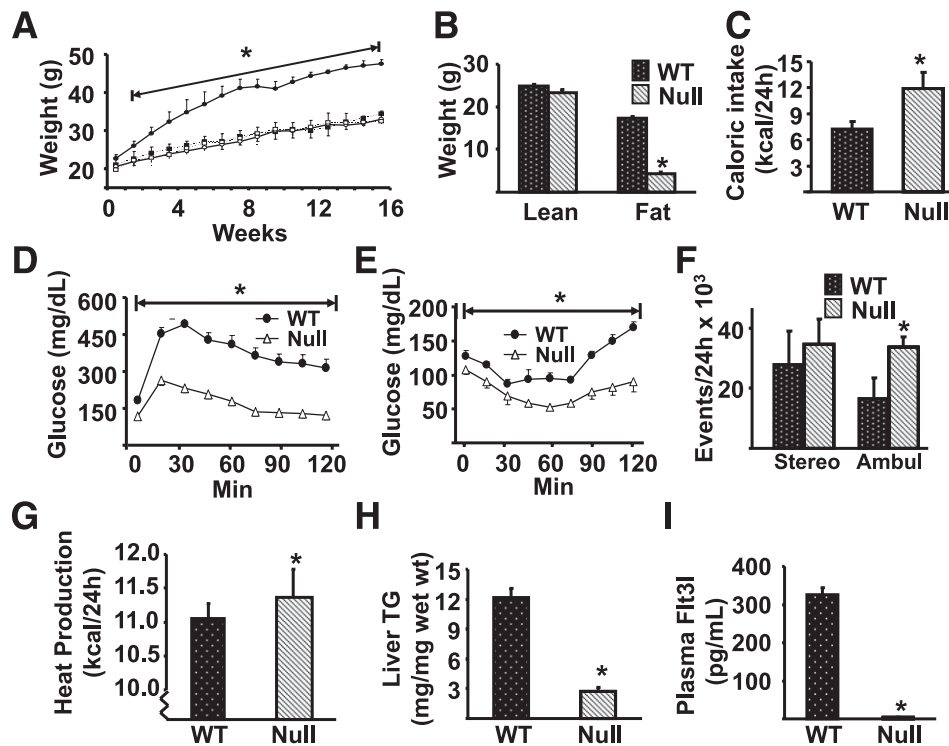 A
Weight (g)
50
40
30
20
*
0 4 8 12 16
Weeks
B
Weight (g)
30
20
10
WT
Null
*
Lean Fat
C
Caloric intake
(kcal/24h)
15
12
9
6
3
*
WT Null
D
Glucose (mg/dL)
600
450
300
150
*
WT
Null
0 30 60 90 120
Min
E
Glucose (mg/dL)
200
150
100
50
*
WT
Null
0 30 60 90 120
Min
F
Events/24h x 10³
40
20
WT
Null
*
Stereo Ambul
G
Heat Production
(kcal/24h)
12.0
11.5
11.0
10.5
10.0
*
WT Null
H
Liver TG
(mg/mg wet wt)
15
12
9
6
3
*
WT Null
I
Plasma Flt3l
(pg/mL)
400
300
200
100
*
WT Null